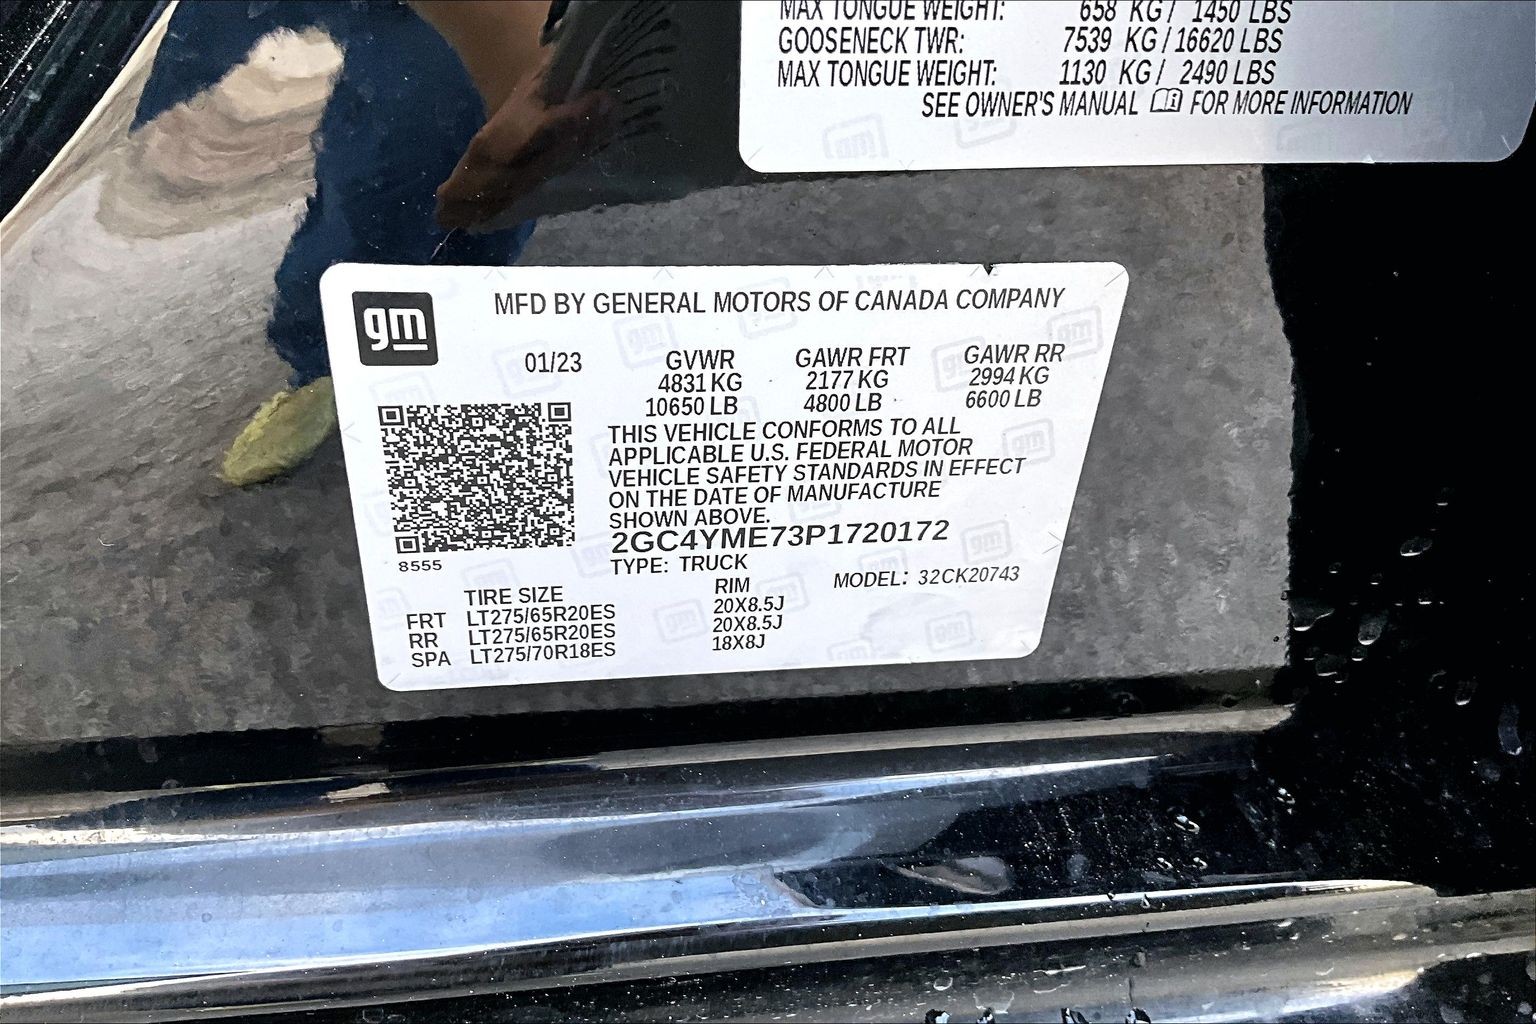 MAX TONGUE WEIGHT: 658 KG / 1450 LBS
GOOSENECK TWR: 7539 KG / 16620 LBS
MAX TONGUE WEIGHT: 1130 KG / 2490 LBS
SEE OWNER'S MANUAL FOR MORE INFORMATION
gm
MFD BY GENERAL MOTORS OF CANADA COMPANY
01/23 GVWR GAWR FRT GAWR RR
4831 KG 2177 KG 2994 KG
10650 LB 4800 LB 6600 LB
THIS VEHICLE CONFORMS TO ALL
APPLICABLE U.S. FEDERAL MOTOR
VEHICLE SAFETY STANDARDS IN EFFECT
ON THE DATE OF MANUFACTURE
SHOWN ABOVE.
2GC4YME73P1720172
8555
TYPE: TRUCK
MODEL: 32CK20743
TIRE SIZE RIM
FRT LT275/65R20ES 20X8.5J
RR LT275/65R20ES 20X8.5J
SPA LT275/70R18ES 18X8J